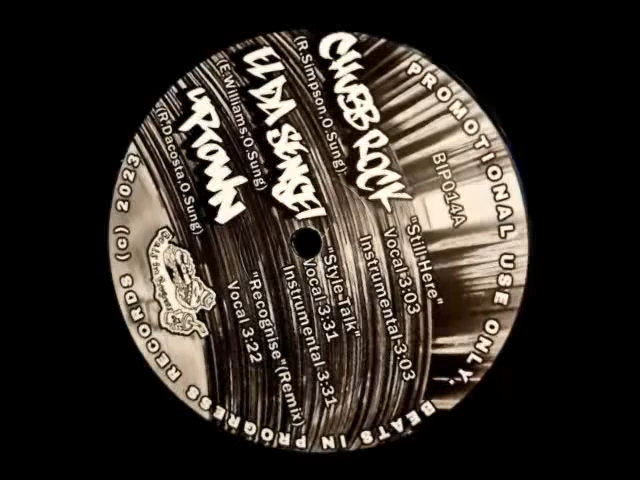 CHUBB ROCK
(R.Simpson,O.Sung)
"Still Here"
Vocal 3:03
Instrumental 3:03
EL DA SENSEI
(E.Williams,O.Sung)
"Style Talk"
Vocal 3:31
Instrumental 3:31
UPTOWN
(R.Dacosta,O.Sung)
"Recognise" (Remix)
Vocal 3:22
BIP014A
PROMOTIONAL USE ONLY.
BEATS IN PROGRESS RECORDS (c) 2023